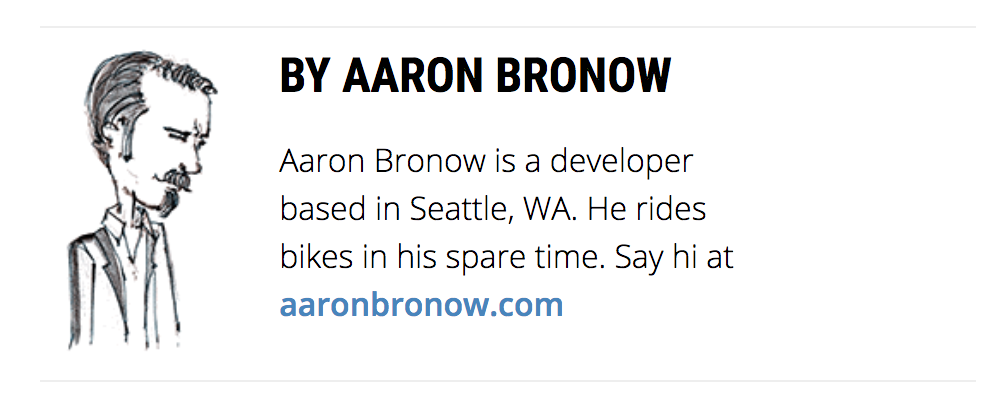 BY AARON BRONOW
Aaron Bronow is a developer
based in Seattle, WA. He rides
bikes in his spare time. Say hi at
aaronbronow.com